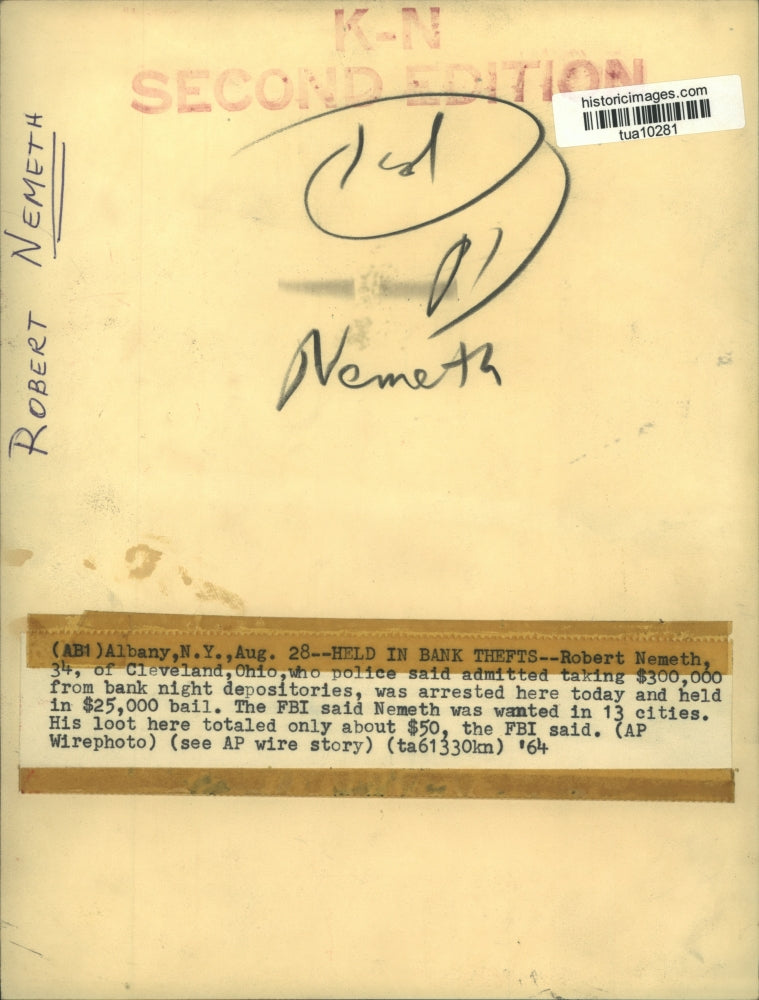 K-N
SECOND EDITION
historicimages.com
tua10281
ROBERT NEMETH
Nemeth
(AB1)Albany,N.Y.,Aug. 28--HELD IN BANK THEFTS--Robert Nemeth,
34, of Cleveland,Ohio,who police said admitted taking $300,000
from bank night depositories, was arrested here today and held
in $25,000 bail. The FBI said Nemeth was wanted in 13 cities.
His loot here totaled only about $50, the FBI said. (AP
Wirephoto) (see AP wire story) (ta61330kn) '64